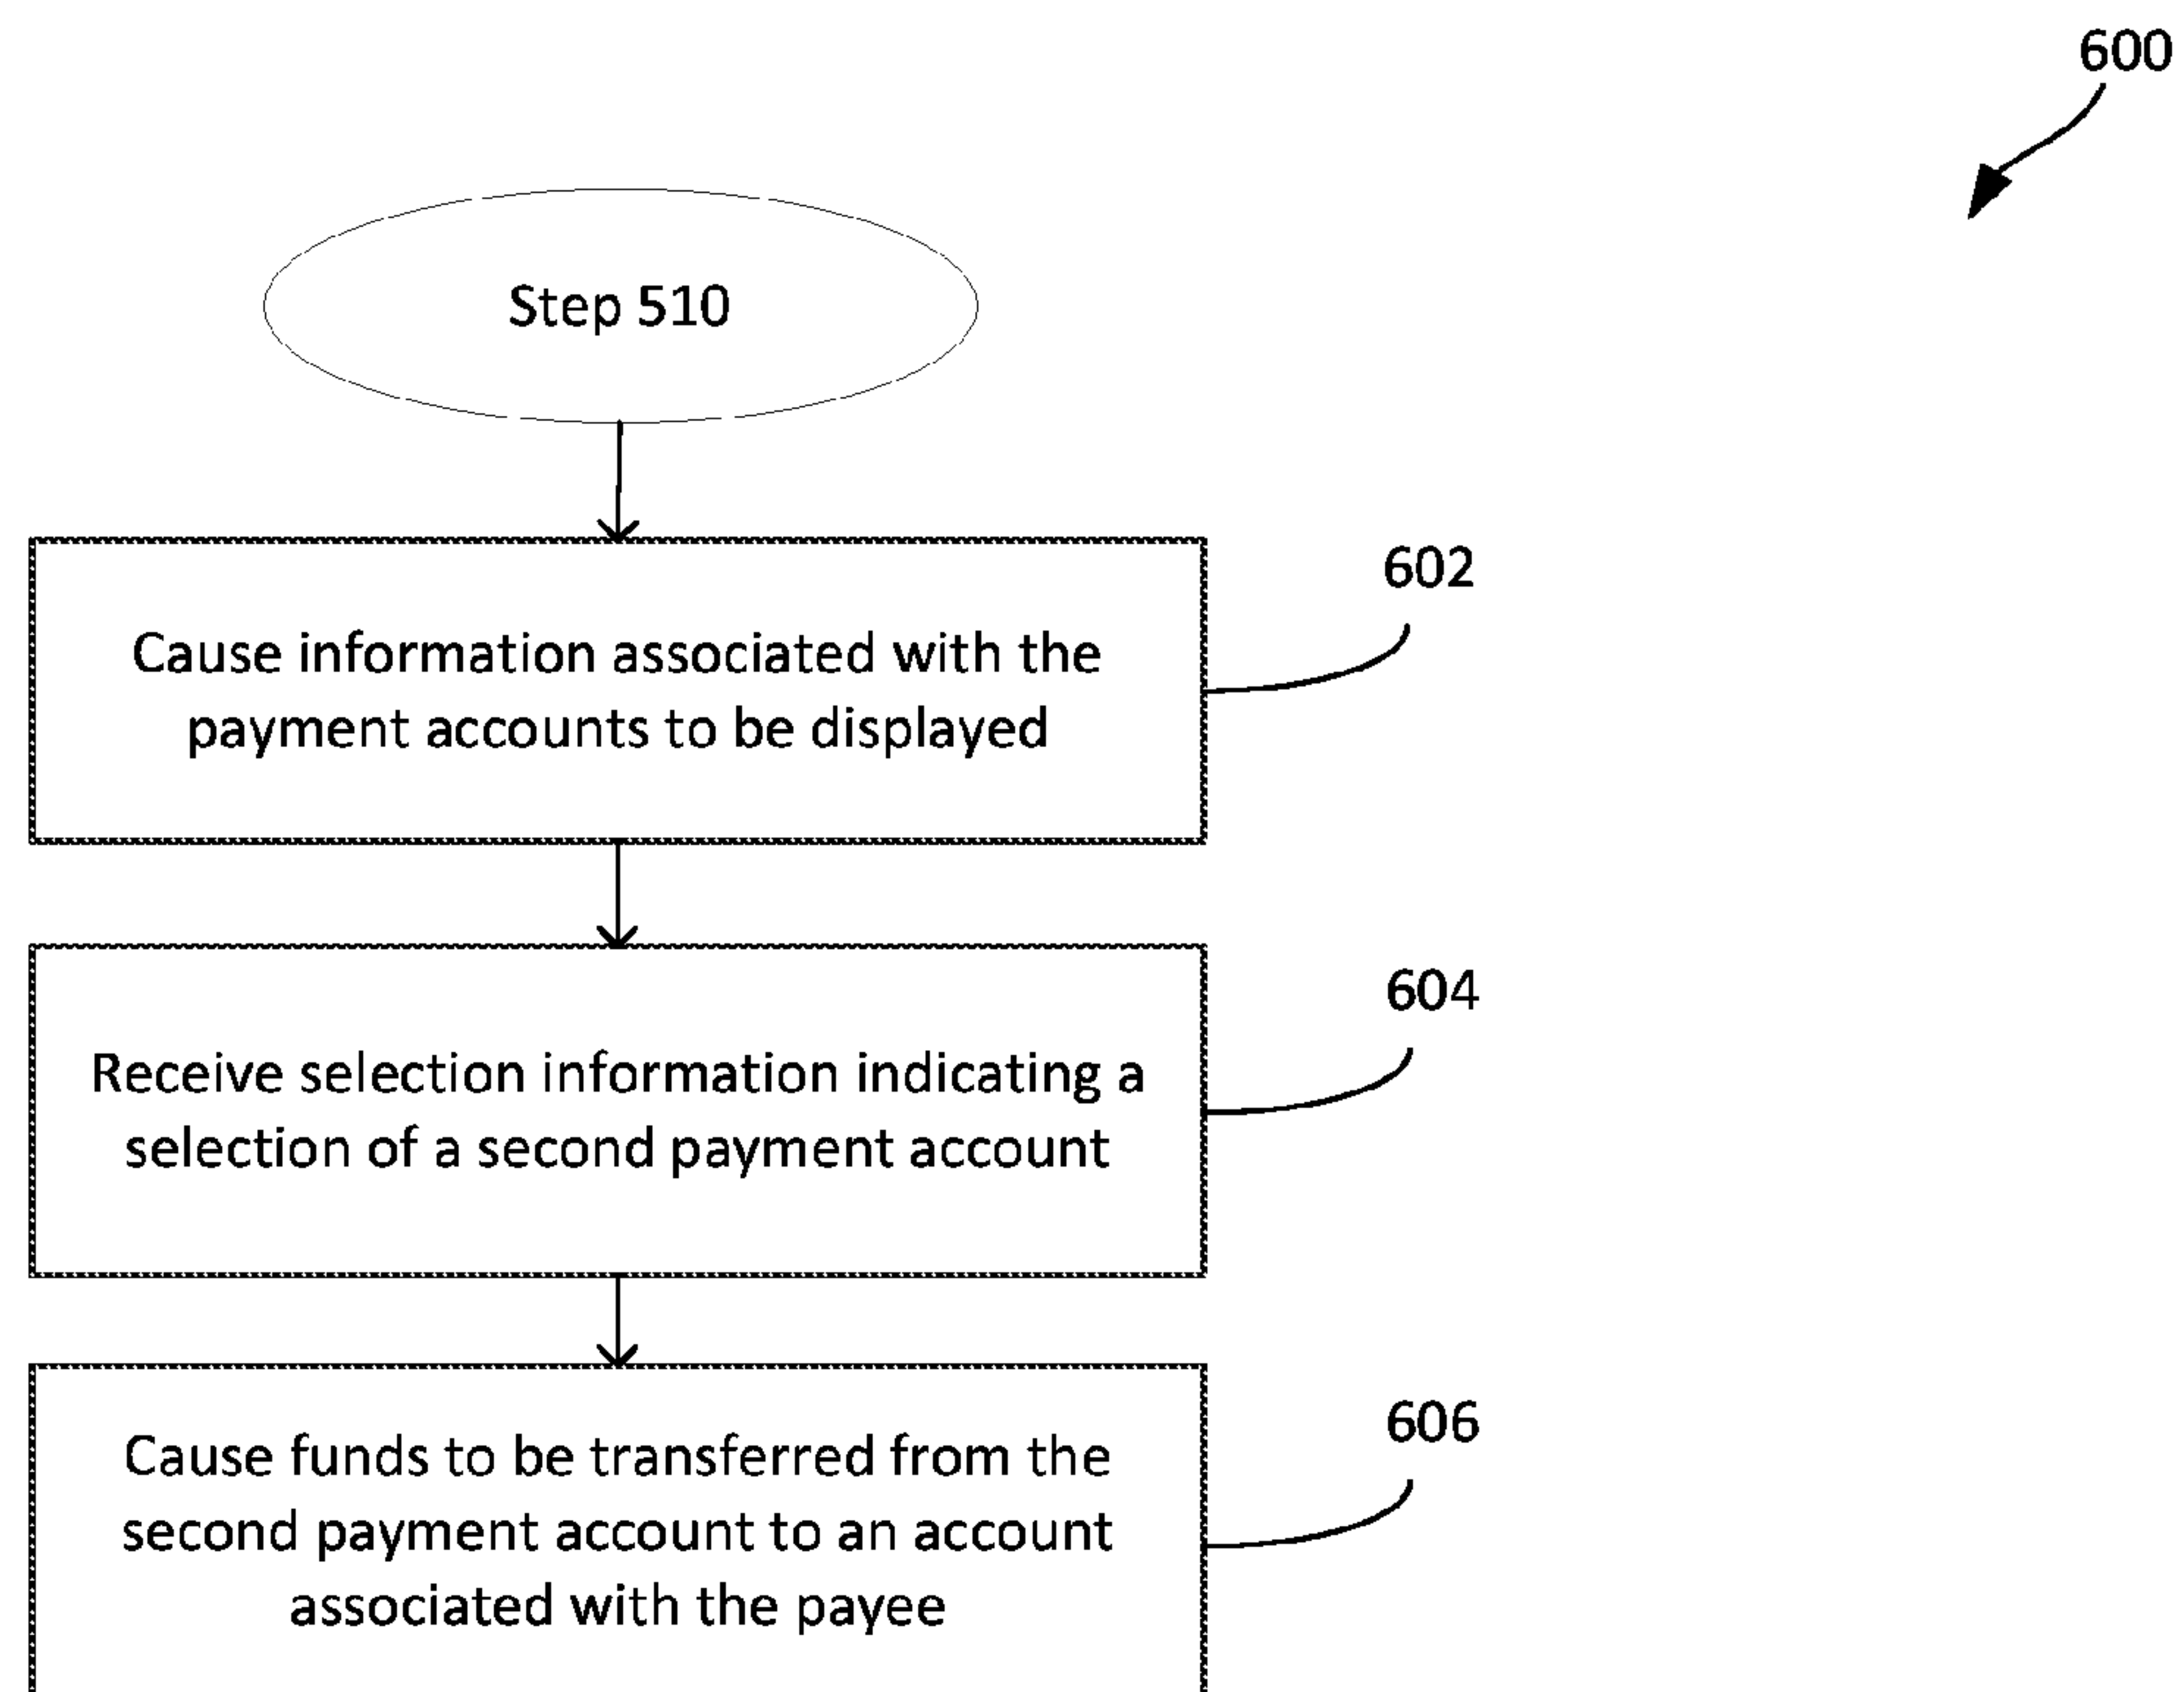 600
Step 510
602
Cause information associated with the
payment accounts to be displayed
604
Receive selection information indicating a
selection of a second payment account
606
Cause funds to be transferred from the
second payment account to an account
associated with the payee